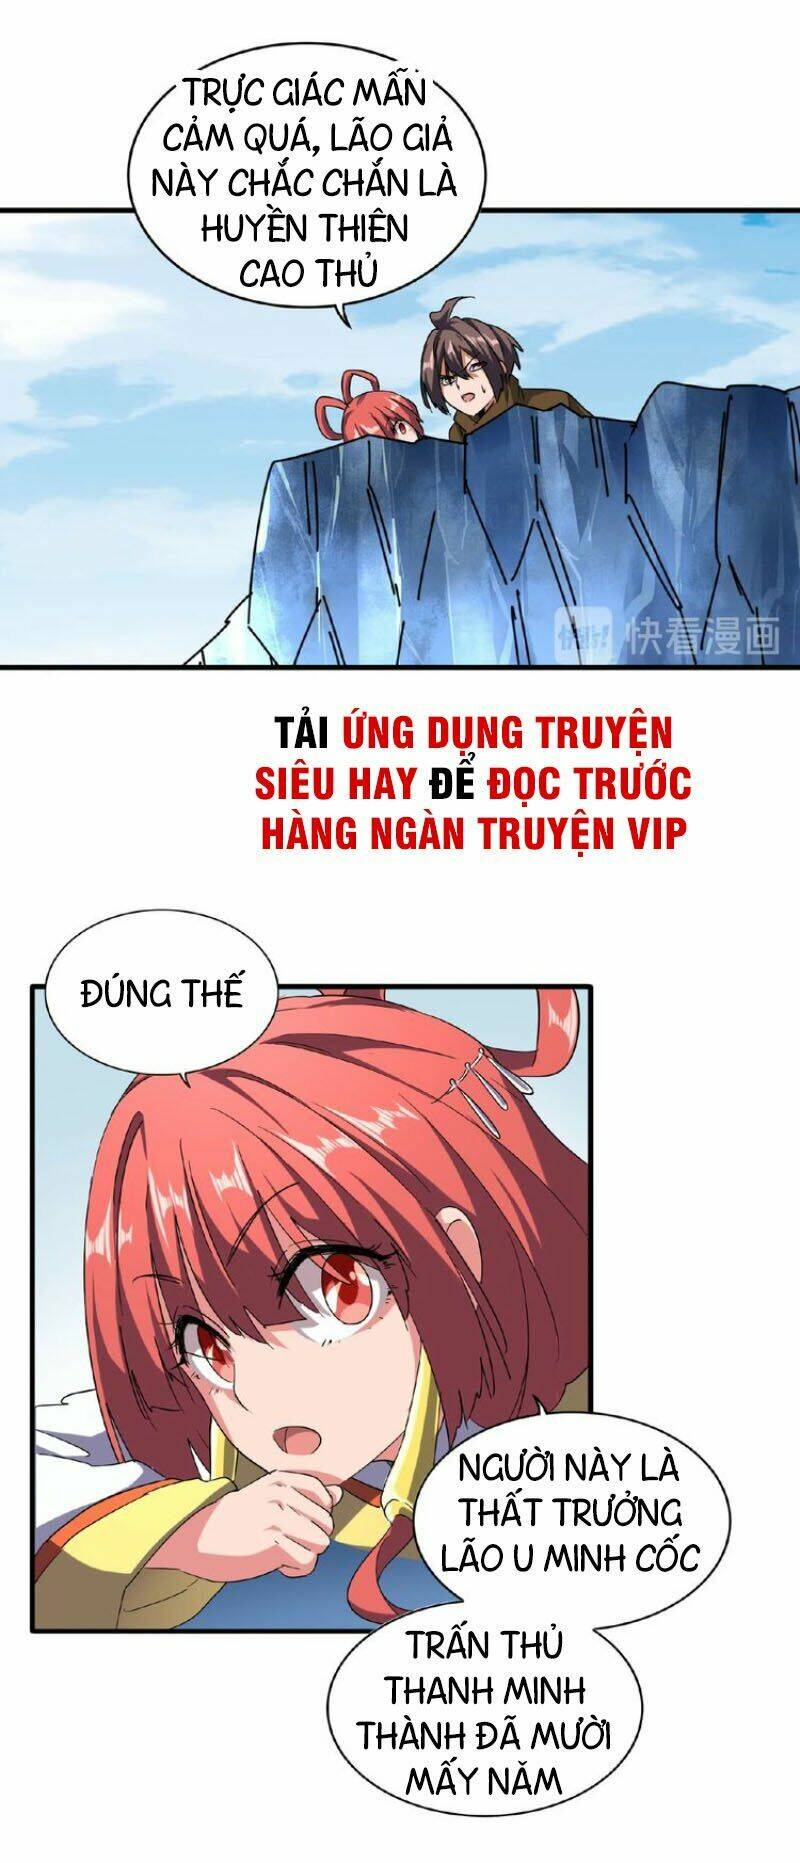 TRỰC GIÁC MẪN
CẢM QUÁ, LÃO GIẢ
NÀY CHẮC CHẮN LÀ
HUYỀN THIÊN
CAO THỦ
快看!
快看漫画
TẢI ỨNG DỤNG TRUYỆN
SIÊU HAY ĐỂ ĐỌC TRƯỚC
HÀNG NGÀN TRUYỆN VIP
ĐÚNG THẾ
NGƯỜI NÀY LÀ
THẤT TRƯỞNG
LÃO U MINH CỐC
TRẤN THỦ
THANH MINH
THÀNH ĐÃ MƯỜI
MẤY NĂM